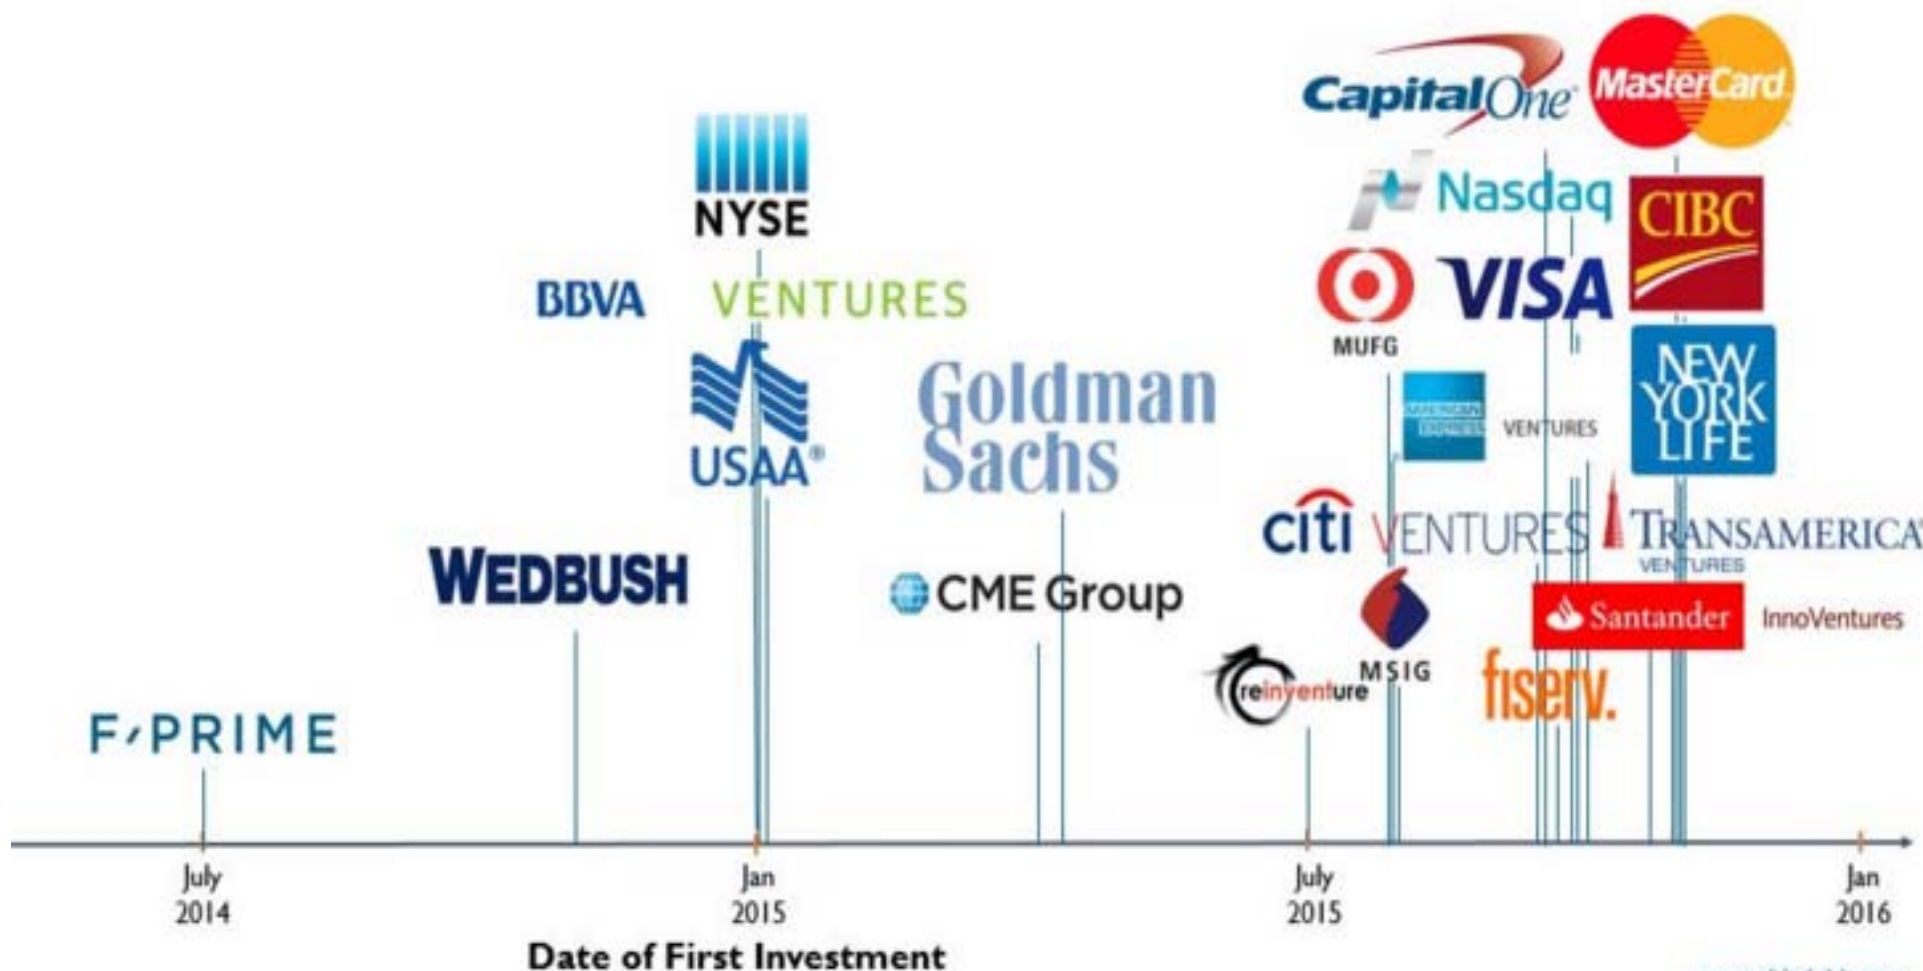 CapitalOne
MasterCard
NYSE
Nasdaq
CIBC
BBVA VENTURES
VISA
MUFG
USAA®
Goldman
Sachs
AMERICAN
EXPRESS
VENTURES
NEW
YORK
LIFE
WEDBUSH
CME Group
citi VENTURES
TRANSAMERICA
VENTURES
Santander InnoVentures
MSIG
reinventure
fiserv.
F-PRIME
July
2014
Jan
2015
July
2015
Jan
2016
Date of First Investment